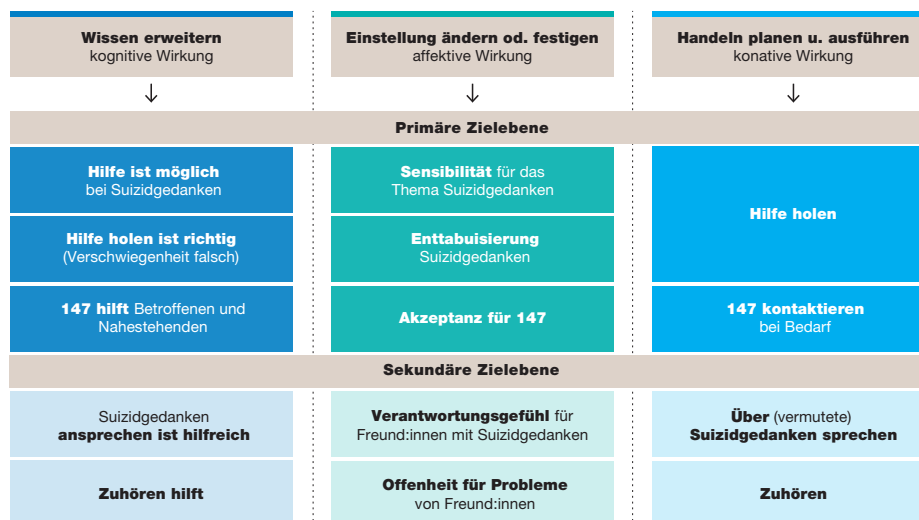 Wissen erweitern
kognitive Wirkung
Einstellung ändern od. festigen
affektive Wirkung
Handeln planen u. ausführen
konative Wirkung
Primäre Zielebene
Hilfe ist möglich
bei Suizidgedanken
Sensibilität für das
Thema Suizidgedanken
Hilfe holen
Hilfe holen ist richtig
(Verschwiegenheit falsch)
Enttabuisierung
Suizidgedanken
147 hilft Betroffenen und
Nahestehenden
Akzeptanz für 147
147 kontaktieren
bei Bedarf
Sekundäre Zielebene
Suizidgedanken
ansprechen ist hilfreich
Verantwortungsgefühl für
Freund:innen mit Suizidgedanken
Über (vermutete)
Suizidgedanken sprechen
Zuhören hilft
Offenheit für Probleme
von Freund:innen
Zuhören